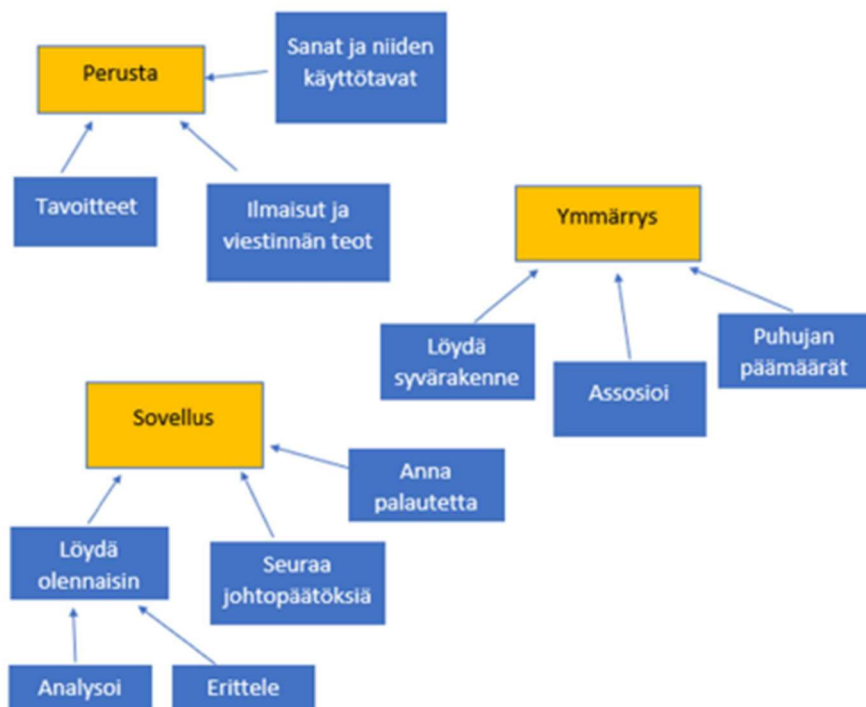 Perusta
Sanat ja niiden
käyttötavat
Tavoitteet
Ilmaisut ja
viestinnän teot
Ymmärrys
Löydä
syvärakenne
Assosioi
Puhujan
päämäärät
Sovellus
Anna
palautetta
Löydä
olennaisin
Seuraa
johtopäätöksiä
Analysoi
Erittele